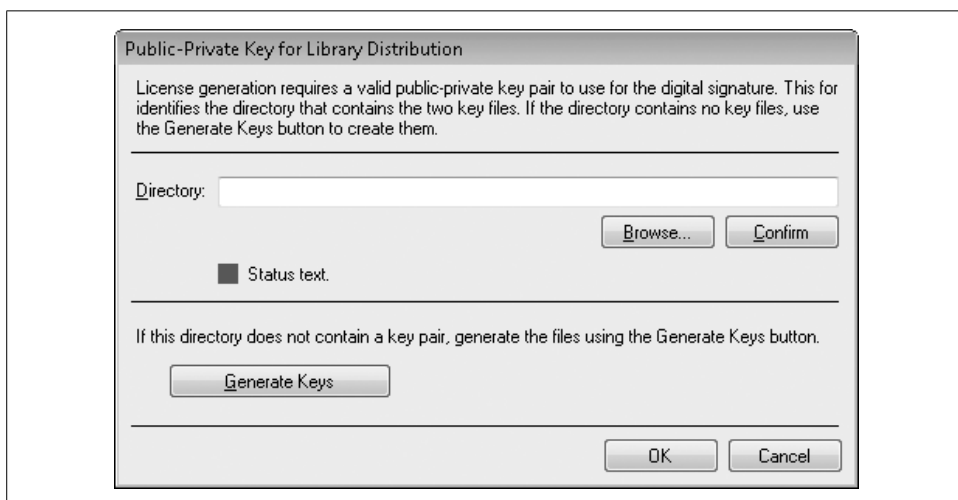 Public-Private Key for Library Distribution
License generation requires a valid public-private key pair to use for the digital signature. This for
identifies the directory that contains the two key files. If the directory contains no key files, use
the Generate Keys button to create them.
Directory:
Browse... Confirm
Status text.
If this directory does not contain a key pair, generate the files using the Generate Keys button.
Generate Keys
OK Cancel